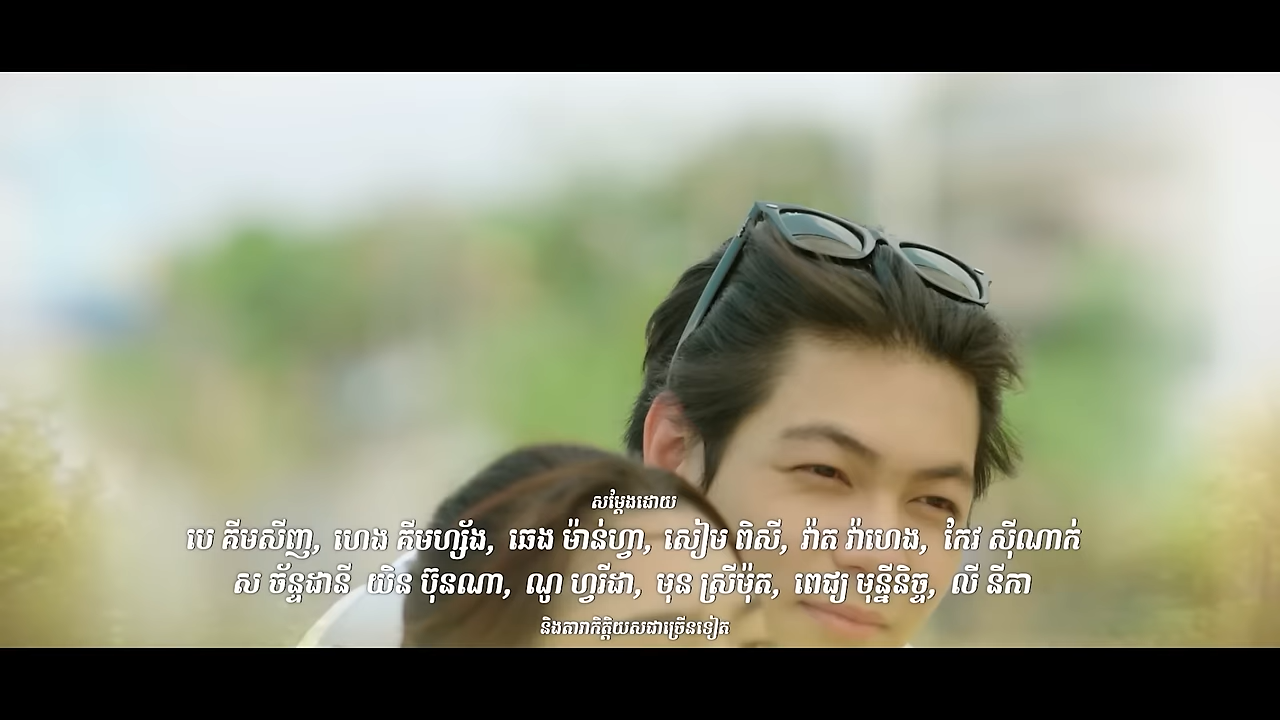 សម្ដែងដោយ
បេ គីមសីញ, ហេង គីមហ្ស័ង, ឆេង ម៉ាន់ហ្វា, សៀម ពិសី, រ៉ាត រ៉ាហេង, កែវ ស៊ីណាក់
ស ច័ន្ទដានី យិន ប៊ុនណា, ណូ ហ្វរីដា, មុន ស្រីម៉ុត, ពេជ្យ មុន្នីនិច្ច, លី នីកា
និងតារាកិត្តិយសជាច្រើនទៀត